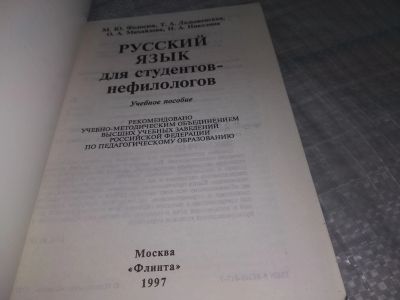 М. Ю. Федосюк, Т. А. Ладыженская,
О. А. Михайлова, Н. А. Николина
РУССКИЙ
ЯЗЫК
для студентов-
нефилологов
Учебное пособие
РЕКОМЕНДОВАНО
УЧЕБНО-МЕТОДИЧЕСКИМ ОБЪЕДИНЕНИЕМ
ВЫСШИХ УЧЕБНЫХ ЗАВЕДЕНИЙ
РОССИЙСКОЙ ФЕДЕРАЦИИ
ПО ПЕДАГОГИЧЕСКОМУ ОБРАЗОВАНИЮ
Москва
«Флинта»
1997